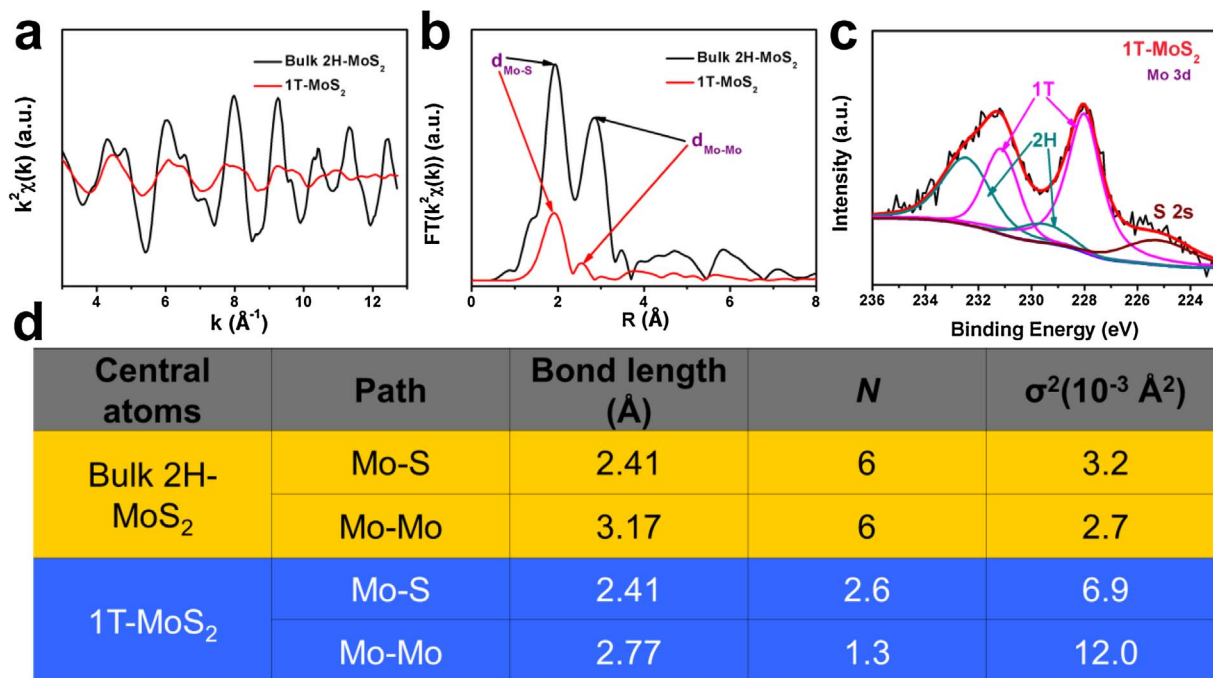 a
Bulk 2H-MoS₂
1T-MoS₂
k²χ(k) (a.u.)
4 6 8 10 12
k (Å⁻¹)
b
d Mo-S
Bulk 2H-MoS₂
1T-MoS₂
d Mo-Mo
FT(k²χ(k)) (a.u.)
0 2 4 6 8
R (Å)
c
1T-MoS₂
Mo 3d
1T
2H
S 2s
Intensity (a.u.)
236 234 232 230 228 226 224
Binding Energy (eV)
d
Central atoms Path Bond length (Å) N σ²(10⁻³ Å²)
Bulk 2H-MoS₂ Mo-S 2.41 6 3.2
Mo-Mo 3.17 6 2.7
1T-MoS₂ Mo-S 2.41 2.6 6.9
Mo-Mo 2.77 1.3 12.0